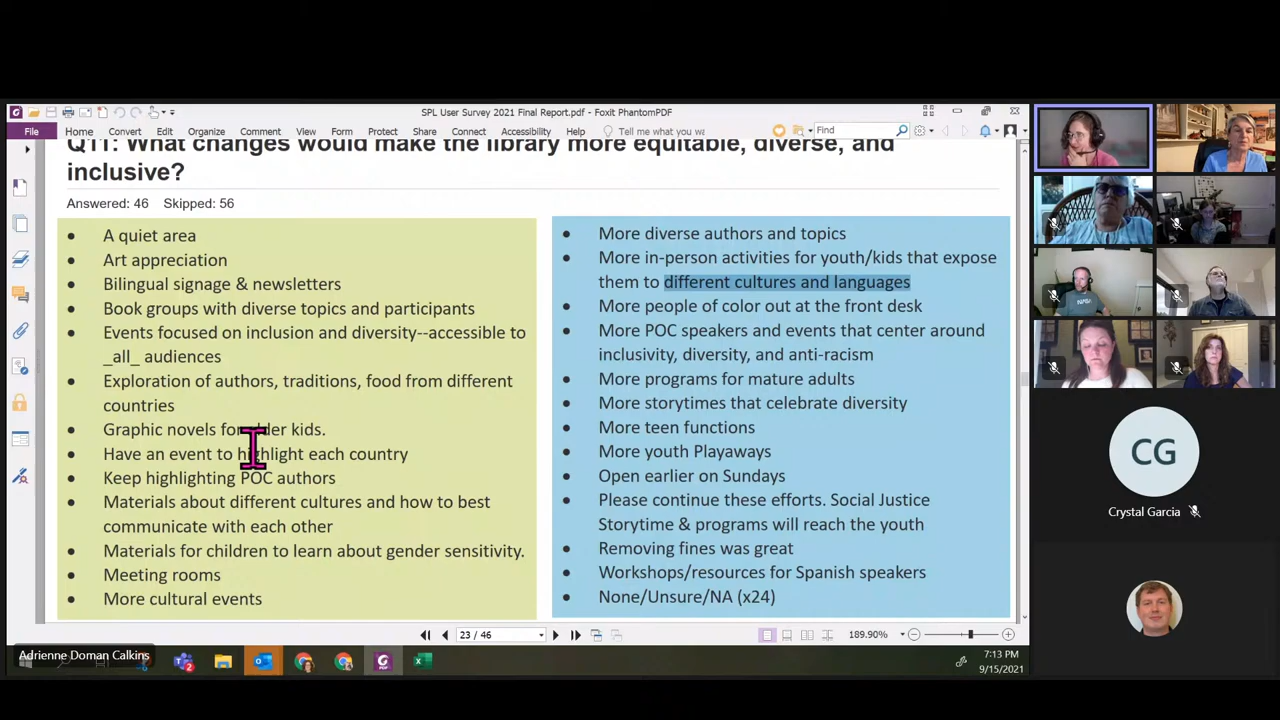 SPL User Survey 2021 Final Report.pdf - Foxit PhantomPDF
File Home Convert Edit Organize Comment View Form Protect Share Connect Accessibility Help Tell me what you wa Find
Q11: What changes would make the library more equitable, diverse, and
inclusive?
Answered: 46 Skipped: 56
• A quiet area
• Art appreciation
• Bilingual signage & newsletters
• Book groups with diverse topics and participants
• Events focused on inclusion and diversity--accessible to
_all_ audiences
• Exploration of authors, traditions, food from different
countries
• Graphic novels for older kids.
• Have an event to highlight each country
• Keep highlighting POC authors
• Materials about different cultures and how to best
communicate with each other
• Materials for children to learn about gender sensitivity.
• Meeting rooms
• More cultural events
• More diverse authors and topics
• More in-person activities for youth/kids that expose
them to different cultures and languages
• More people of color out at the front desk
• More POC speakers and events that center around
inclusivity, diversity, and anti-racism
• More programs for mature adults
• More storytimes that celebrate diversity
• More teen functions
• More youth Playaways
• Open earlier on Sundays
• Please continue these efforts. Social Justice
Storytime & programs will reach the youth
• Removing fines was great
• Workshops/resources for Spanish speakers
• None/Unsure/NA (x24)
23 / 46
189.90%
Adrienne Doman Calkins
7:13 PM
9/15/2021
CG
Crystal Garcia